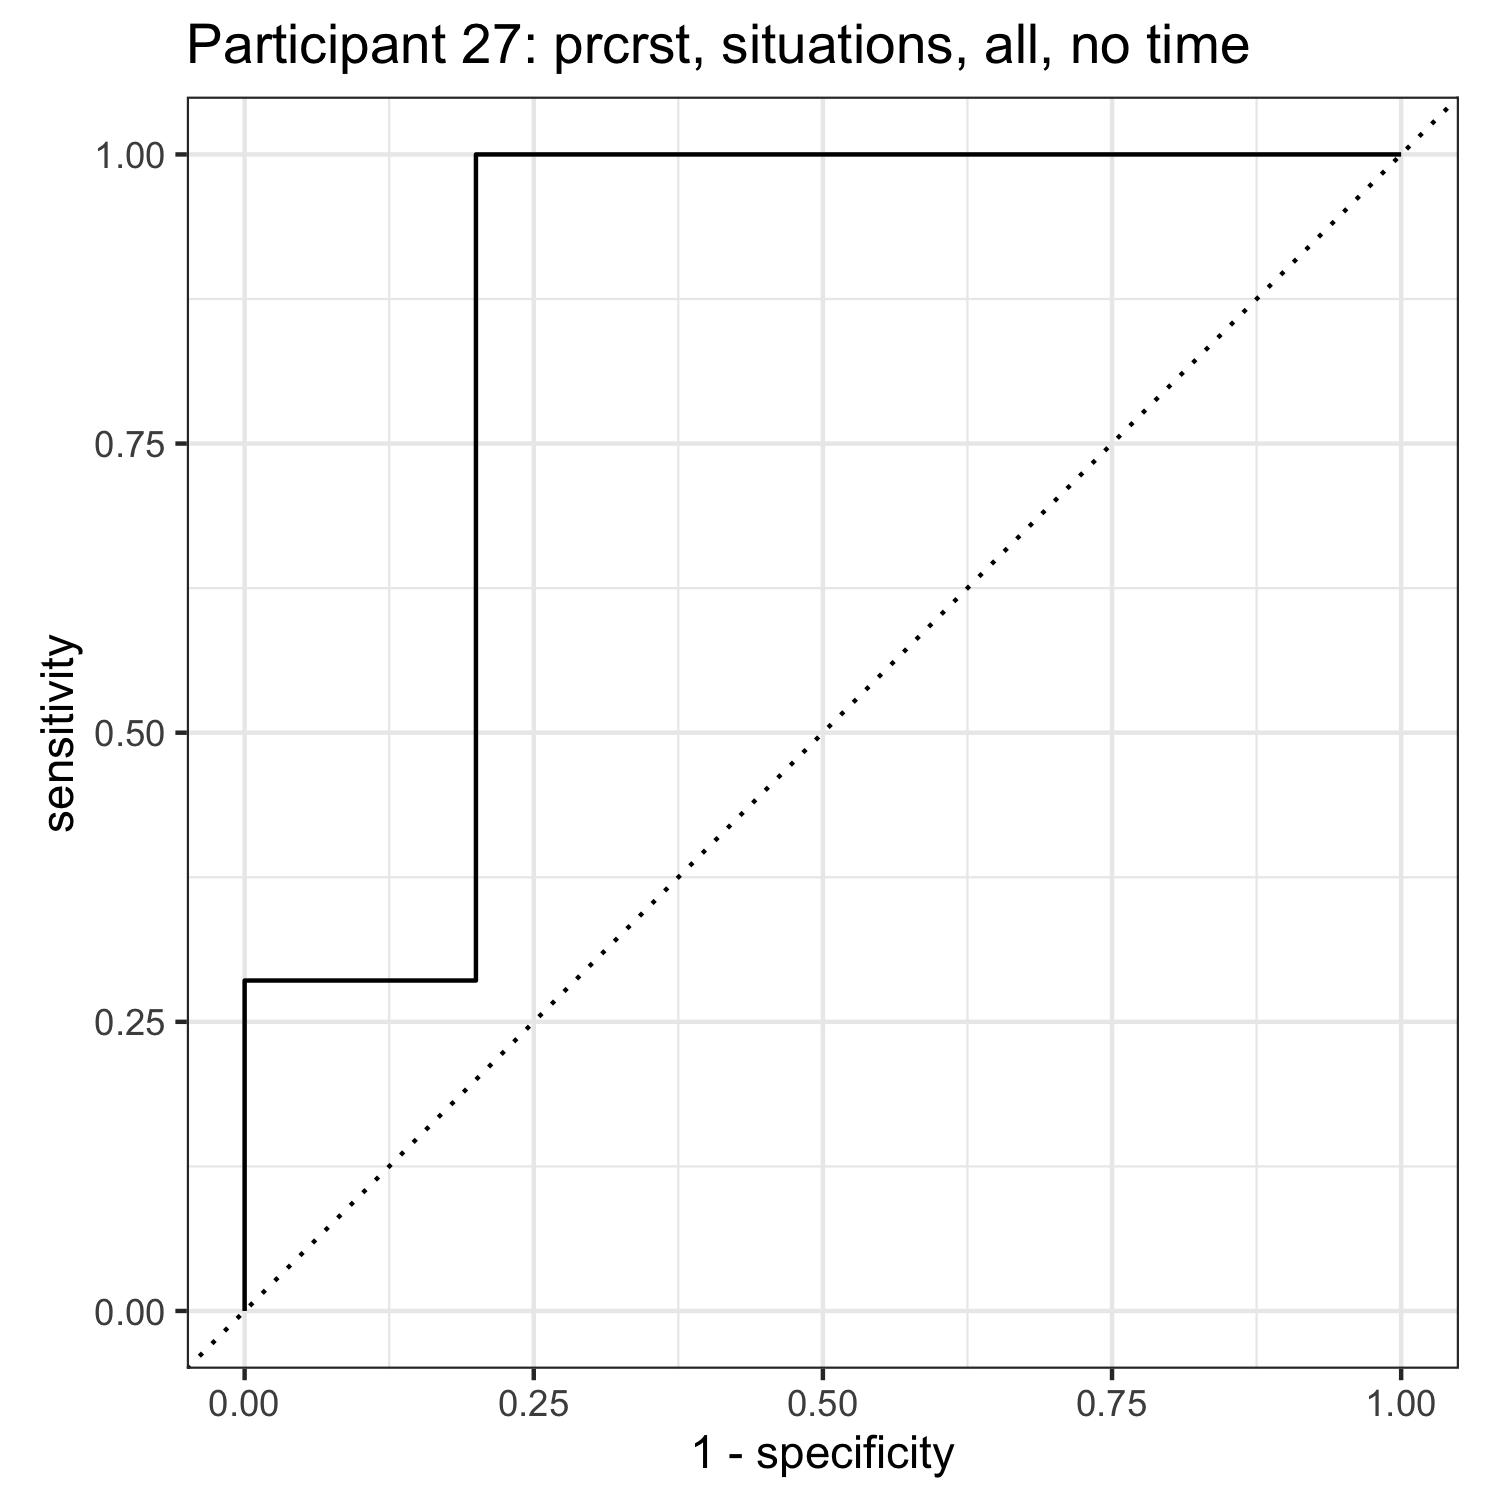 Participant 27: prcrst, situations, all, no time
1.00
0.75
0.50
0.25
0.00
sensitivity
0.00 0.25 0.50 0.75 1.00
1 - specificity